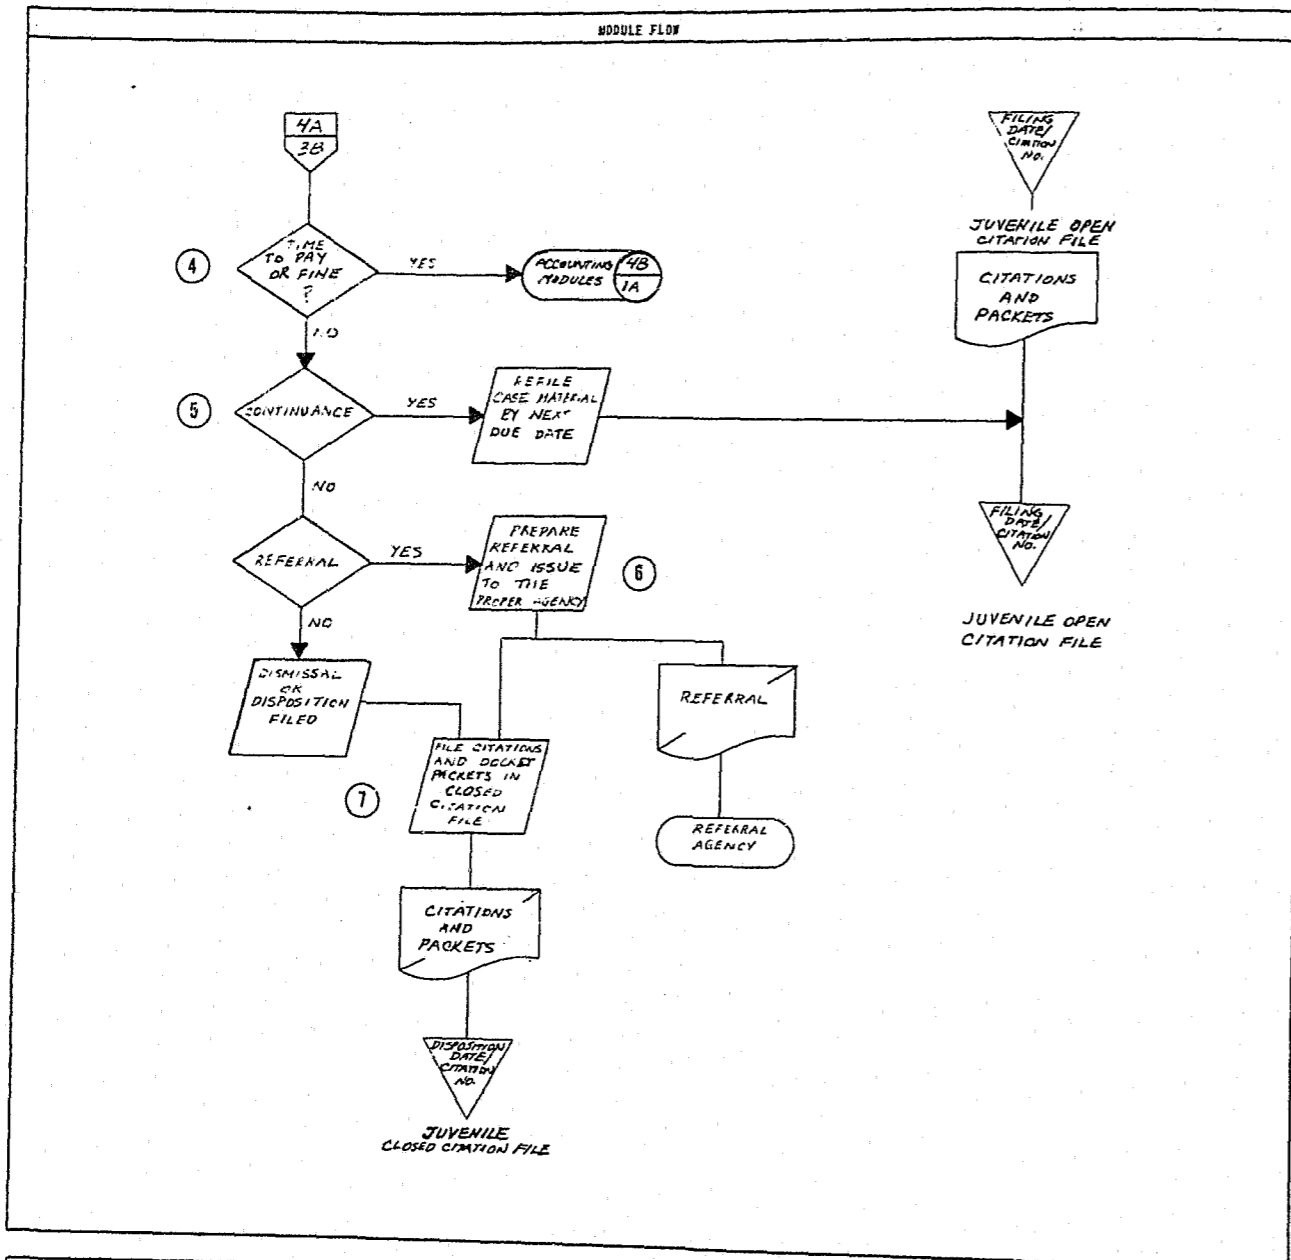 MODULE FLOW
4A
3B
4
TIME
TO PAY
OR FINE
?
YES
ACCOUNTING
MODULES
4B
1A
NO
5
CONTINUANCE
YES
REFILE
CASE MATERIAL
BY NEXT
DUE DATE
NO
REFERRAL
YES
PREPARE
REFERRAL
AND ISSUE
TO THE
PROPER AGENCY
6
NO
DISMISSAL
OR
DISPOSITION
FILED
REFERRAL
REFERRAL
AGENCY
7
FILE CITATIONS
AND DOCKET
PACKETS IN
CLOSED
CITATION
FILE
CITATIONS
AND
PACKETS
DISPOSITION
DATE/
CITATION
NO.
JUVENILE
CLOSED CITATION FILE
FILING
DATE/
CITATION
NO.
JUVENILE OPEN
CITATION FILE
CITATIONS
AND
PACKETS
FILING
DATE/
CITATION
NO.
JUVENILE OPEN
CITATION FILE